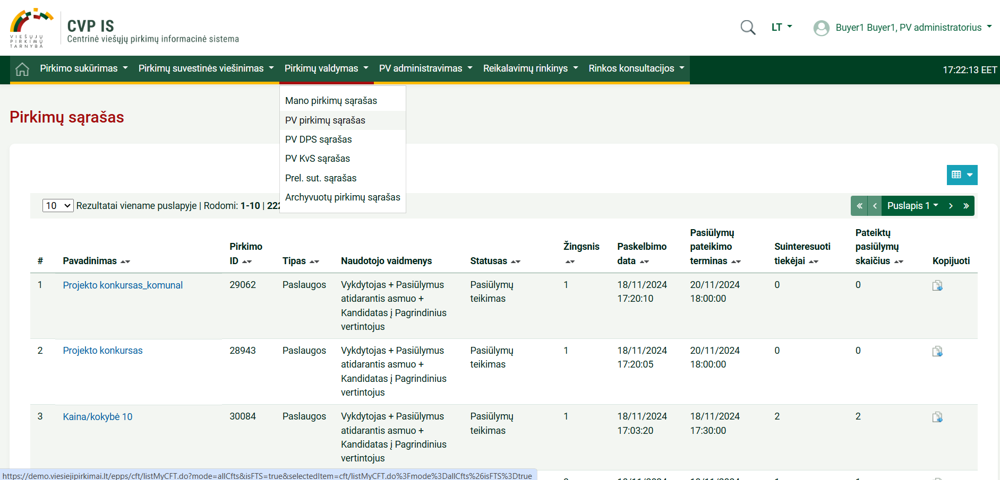 VIEŠŲJŲ
PIRKIMŲ
TARNYBA
CVP IS
Centrinė viešųjų pirkimų informacinė sistema
LT
Buyer1 Buyer1, PV administratorius
Pirkimo sukūrimas
Pirkimų suvestinės viešinimas
Pirkimų valdymas
PV administravimas
Reikalavimų rinkinys
Rinkos konsultacijos
17:22:13 EET
Mano pirkimų sąrašas
PV pirkimų sąrašas
PV DPS sąrašas
PV KvS sąrašas
Prel. sut. sąrašas
Archyvuotų pirkimų sąrašas
Pirkimų sąrašas
10 Rezultatai viename puslapyje | Rodomi: 1-10 | 222
« ‹ Puslapis 1 › »
# Pavadinimas Pirkimo ID Tipas Naudotojo vaidmenys Statusas Žingsnis Paskelbimo data Pasiūlymų pateikimo terminas Suinteresuoti tiekėjai Pateiktų pasiūlymų skaičius Kopijuoti
1 Projekto konkursas_komunal 29062 Paslaugos Vykdytojas + Pasiūlymus Pasiūlymų 1 18/11/2024 20/11/2024 0 0
atidarantis asmuo + teikimas 17:20:10 18:00:00
Kandidatas į Pagrindinius
vertintojus
2 Projekto konkursas 28943 Paslaugos Vykdytojas + Pasiūlymus Pasiūlymų 1 18/11/2024 20/11/2024 0 0
atidarantis asmuo + teikimas 17:20:05 18:00:00
Kandidatas į Pagrindinius
vertintojus
3 Kaina/kokybė 10 30084 Paslaugos Vykdytojas + Pasiūlymus Pasiūlymų 1 18/11/2024 18/11/2024 2 2
atidarantis asmuo + teikimas 17:03:20 17:30:00
Kandidatas į Pagrindinius
vertintojus
https://demo.viesiejipirkimai.lt/epps/cft/listMyCFT.do?mode=allCfts&isFTS=true&selectedItem=cft/listMyCFT.do%3Fmode%3DallCfts%26isFTS%3Dtrue